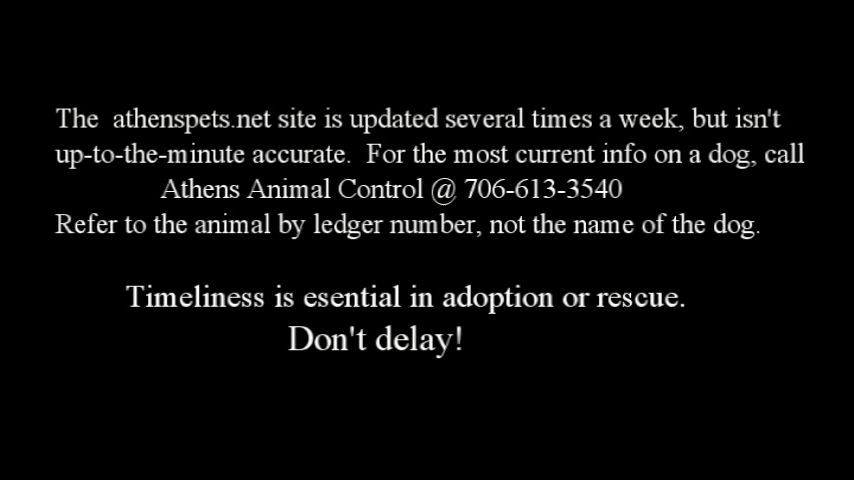 The  athenspets.net site is updated several times a week, but isn't
up-to-the-minute accurate.  For the most current info on a dog, call
Athens Animal Control @ 706-613-3540
Refer to the animal by ledger number, not the name of the dog.
Timeliness is esential in adoption or rescue.
Don't delay!